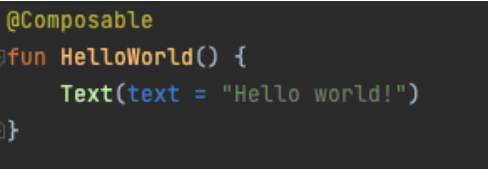 @Composable
fun HelloWorld() {
    Text(text = "Hello world!")
}